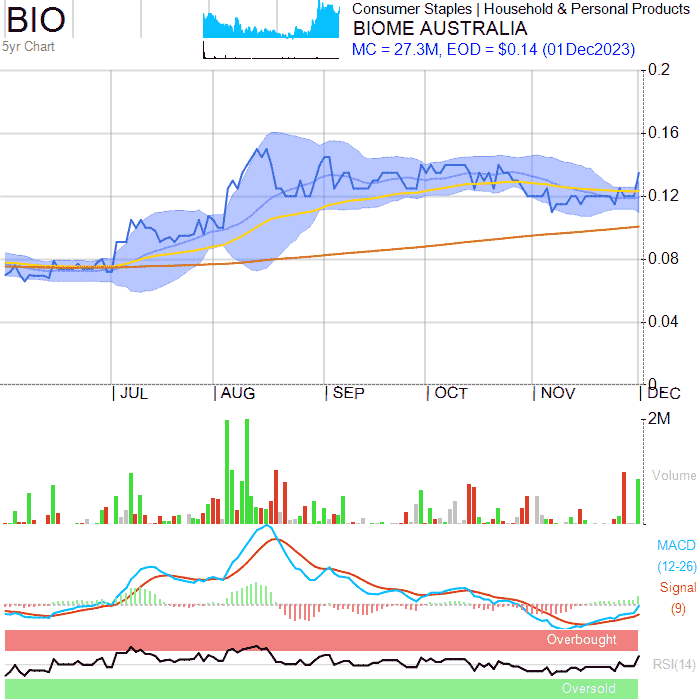 BIO
5yr Chart
Consumer Staples | Household & Personal Products
BIOME AUSTRALIA
MC = 27.3M, EOD = $0.14 (01Dec2023)
0.2
0.16
0.12
0.08
0.04
0
JUL AUG SEP OCT NOV DEC
2M
Volume
MACD
(12-26)
Signal
(9)
Overbought
RSI(14)
Oversold